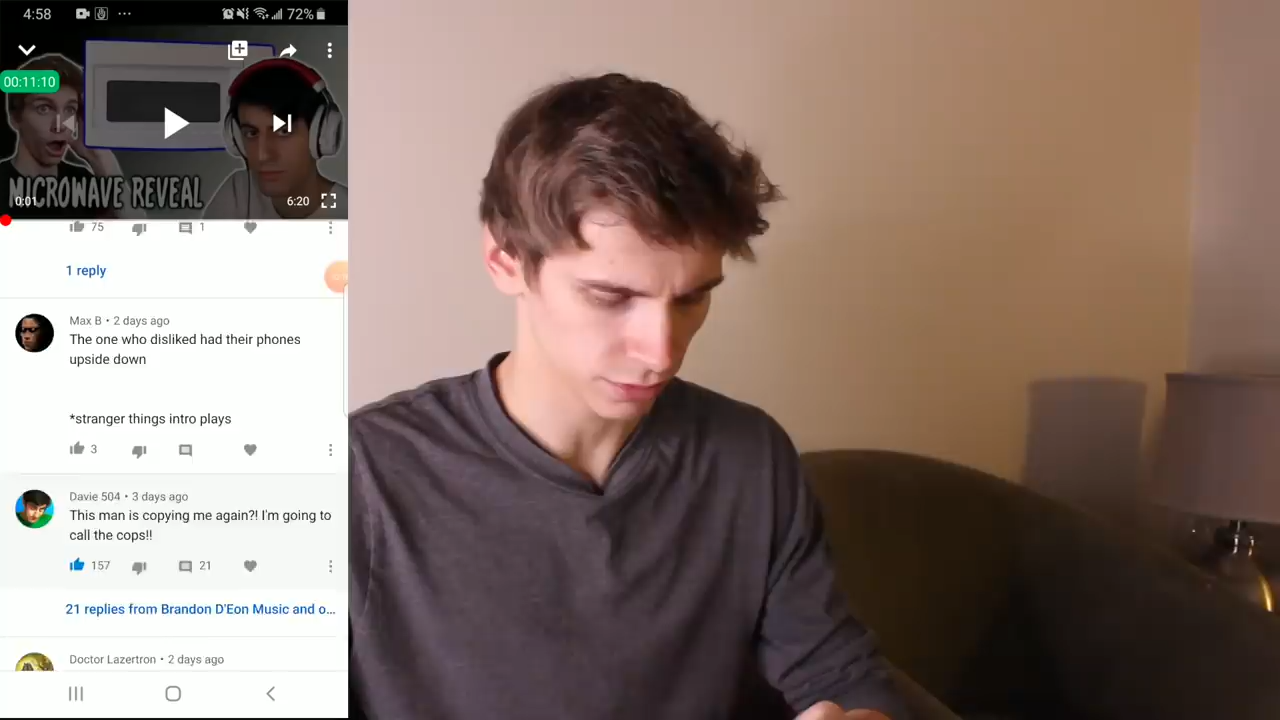 4:58
72%
00:11:10
MICROWAVE REVEAL
0:01
6:20
75
1
1 reply
Max B • 2 days ago
The one who disliked had their phones
upside down
*stranger things intro plays
3
Davie 504 • 3 days ago
This man is copying me again?! I'm going to
call the cops!!
157
21
21 replies from Brandon D'Eon Music and o...
Doctor Lazertron • 2 days ago